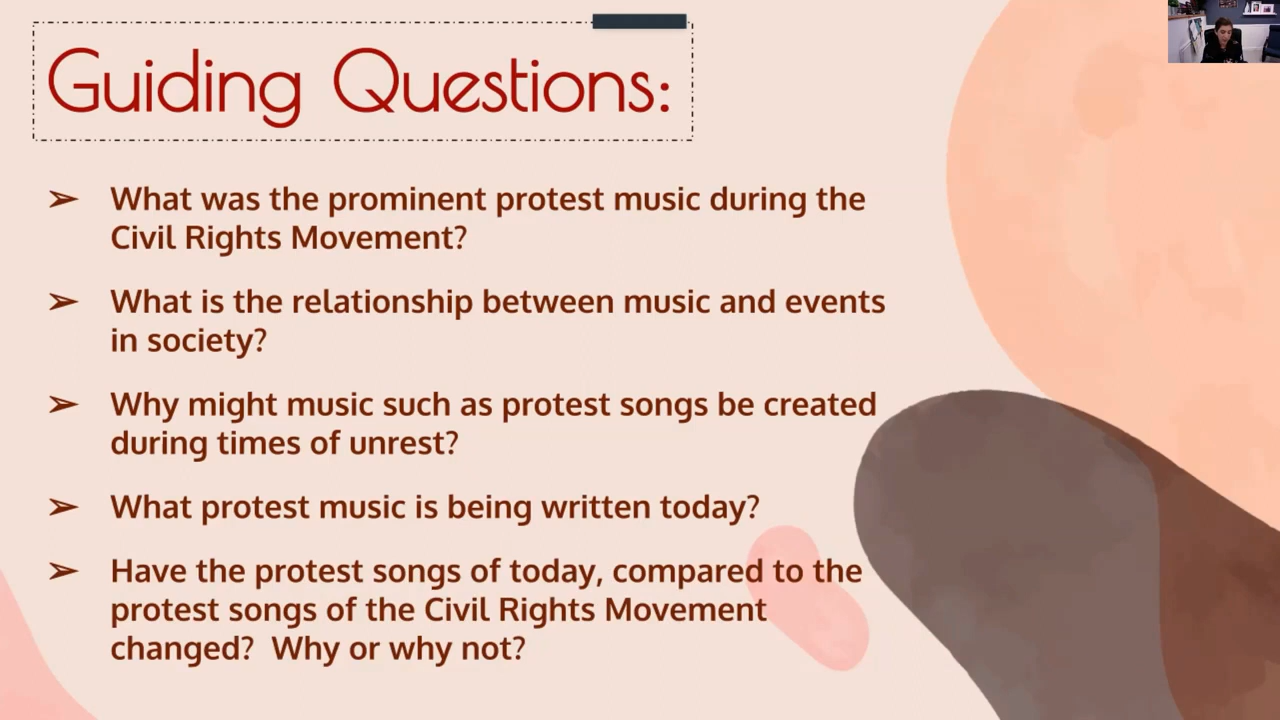 Guiding Questions:
➢ What was the prominent protest music during the
Civil Rights Movement?
➢ What is the relationship between music and events
in society?
➢ Why might music such as protest songs be created
during times of unrest?
➢ What protest music is being written today?
➢ Have the protest songs of today, compared to the
protest songs of the Civil Rights Movement
changed?  Why or why not?